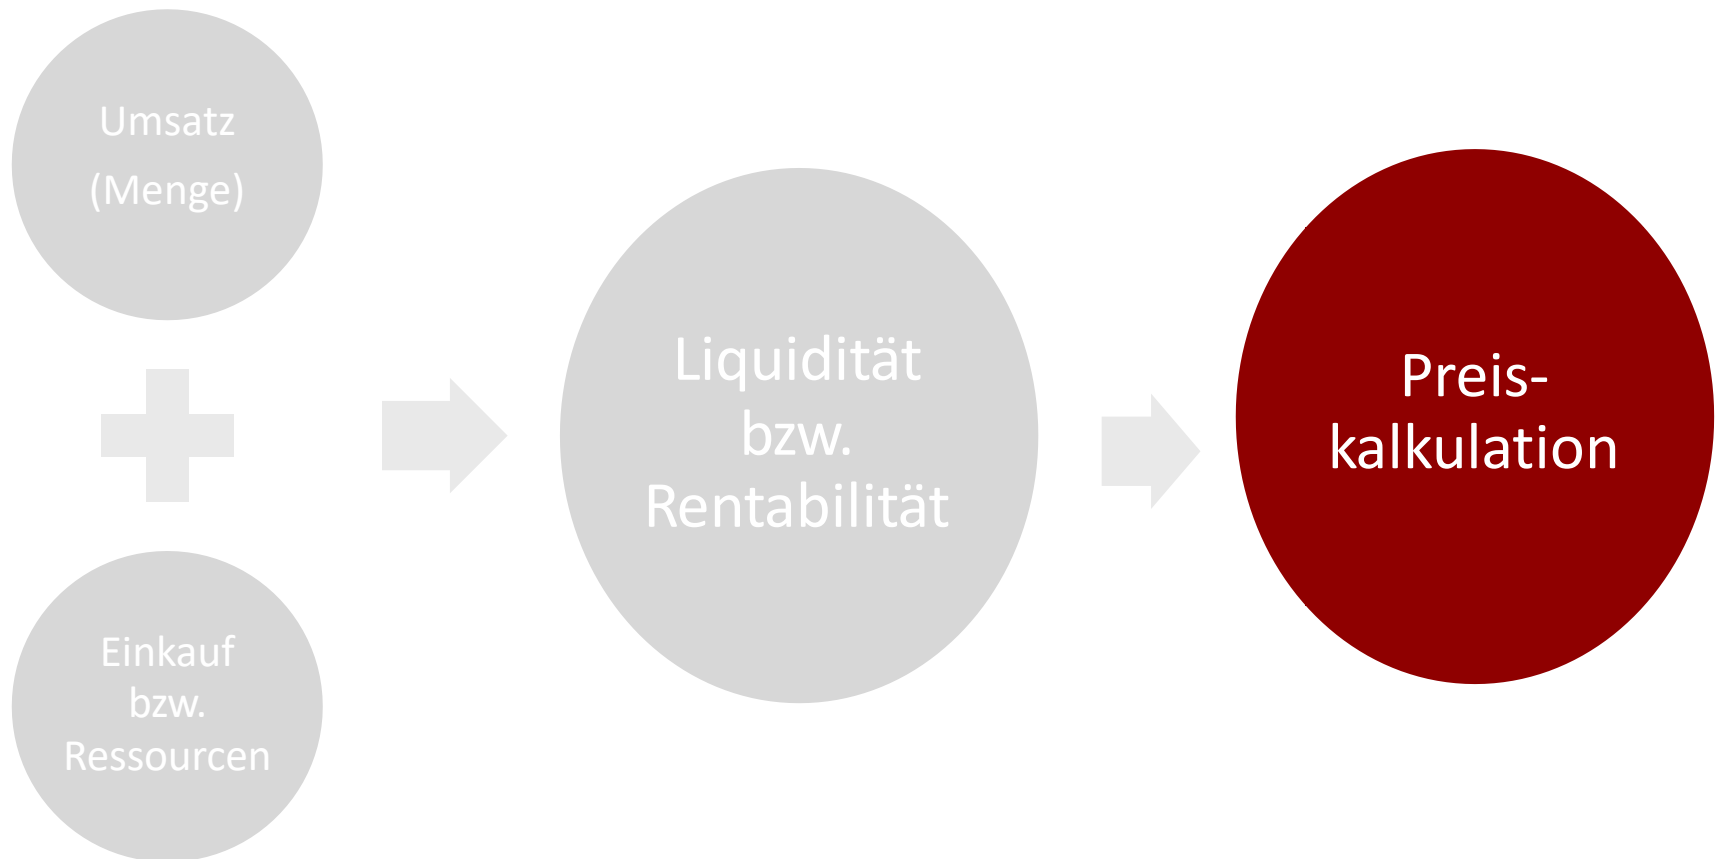 Umsatz
(Menge)
Einkauf
bzw.
Ressourcen
Liquidität
bzw.
Rentabilität
Preis-
kalkulation